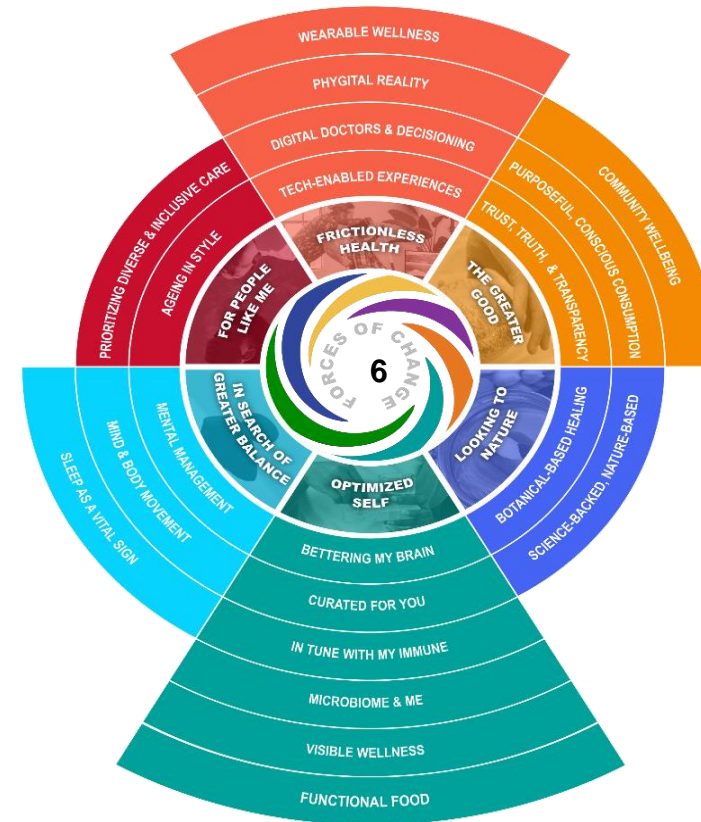 WEARABLE WELLNESS
PHYGITAL REALITY
DIGITAL DOCTORS & DECISIONING
TECH-ENABLED EXPERIENCES
FRICTIONLESS
HEALTH
COMMUNITY WELLBEING
PURPOSEFUL, CONSCIOUS CONSUMPTION
TRUST, TRUTH, & TRANSPARENCY
THE GREATER
GOOD
PRIORITIZING DIVERSE & INCLUSIVE CARE
AGEING IN STYLE
FOR PEOPLE
LIKE ME
FORCES OF CHANGE
6
IN SEARCH OF
GREATER BALANCE
MENTAL MANAGEMENT
MIND & BODY MOVEMENT
SLEEP AS A VITAL SIGN
LOOKING TO
NATURE
BOTANICAL-BASED HEALING
SCIENCE-BACKED, NATURE-BASED
OPTIMIZED
SELF
BETTERING MY BRAIN
CURATED FOR YOU
IN TUNE WITH MY IMMUNE
MICROBIOME & ME
VISIBLE WELLNESS
FUNCTIONAL FOOD